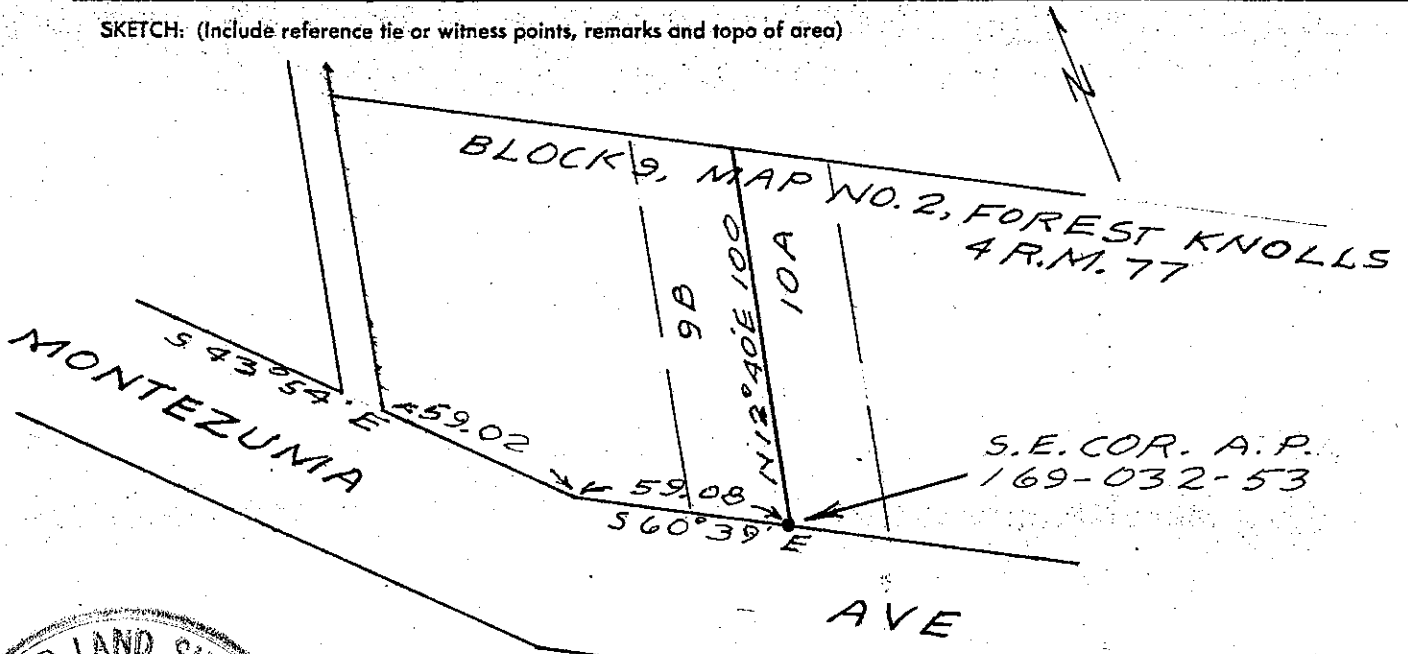 SKETCH: (Include reference tie or witness points, remarks and topo of area)
N
BLOCK 9, MAP NO. 2, FOREST KNOLLS
4 R.M. 77
9B
N12°40'E 100
10A
S 43°54'E
MONTEZUMA
59.02
59.08
S 60°39'E
S.E. COR. A.P.
169-032-53
AVE
LAND